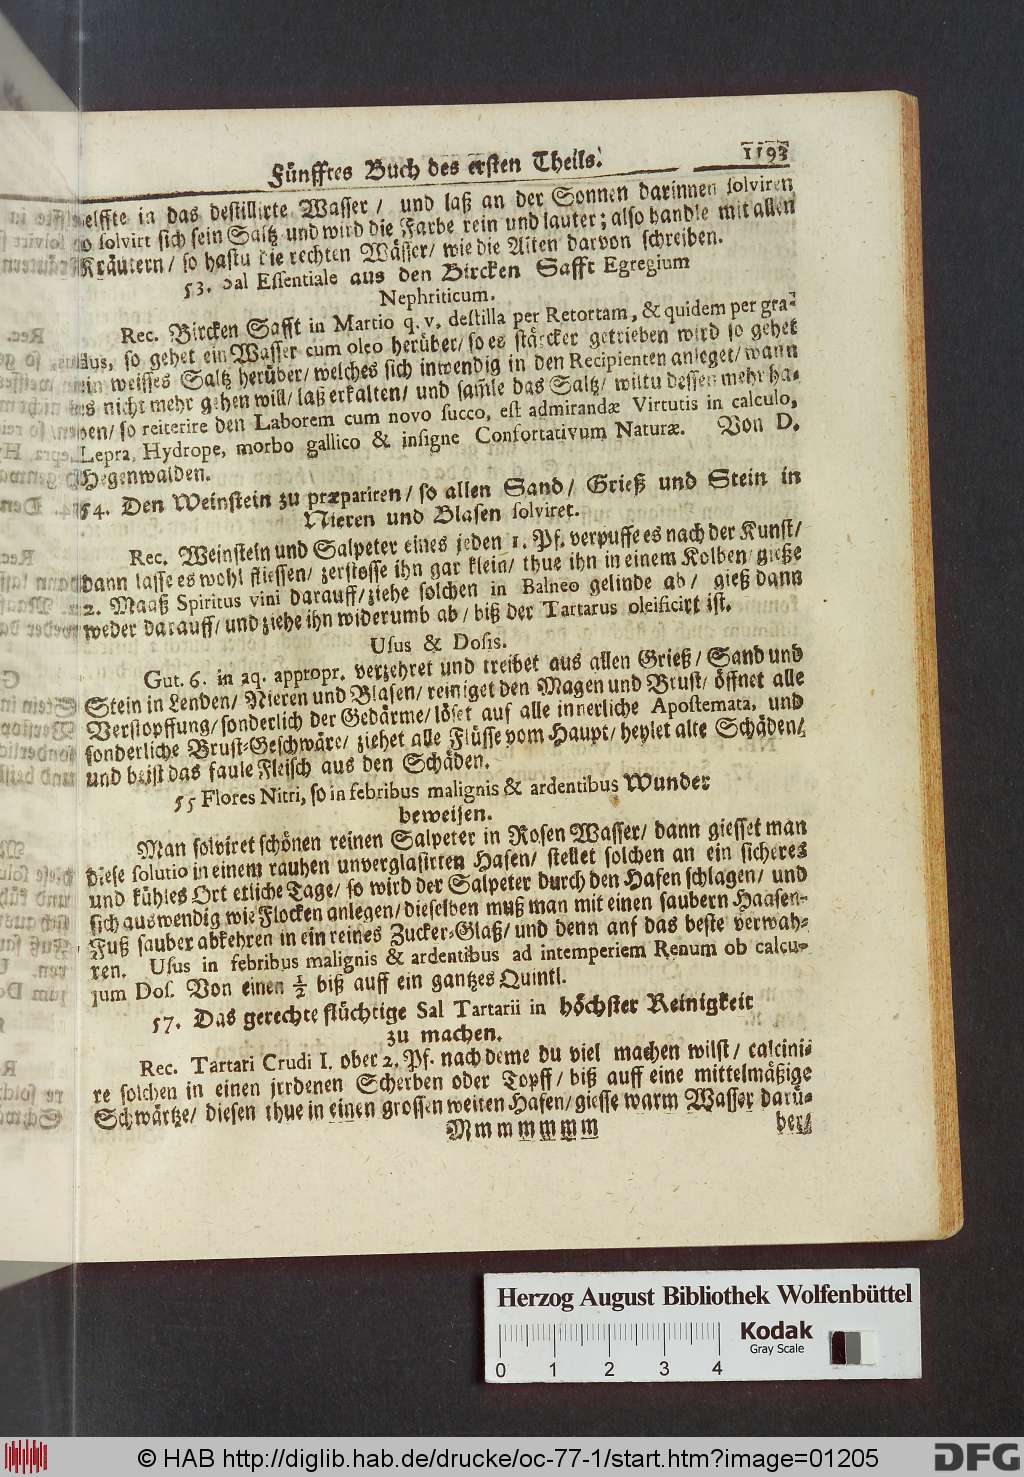 Fünfftes Buch des ersten Theils. 1193
elffte in das destillirte Wasser / und laß an der Sonnen darinnen solviren
o solvirt sich sein Saltz und wird die Farbe rein und lauter; also handle mit allen
Kräutern / so hastu die rechten Wässer / wie die Alten darvon schreiben.
53. Sal Essentiale aus den Bircken Safft Egregium
Nephriticum.
Rec. Bircken Safft in Martio q. v. destilla per Retortam, & quidem per gra-
dus, so gehet ein Wasser cum oleo herüber / so es stärcker getrieben wird so gehet
ein weisses Saltz herüber / welches sich inwendig in den Recipienten anleget / wann
es nicht mehr gehen will / laß erkalten / und sam̃le das Saltz / wiltu dessen mehr ha-
ben / so reiterire den Laborem cum novo succo, est admirandæ Virtutis in calculo,
Lepra, Hydrope, morbo gallico & insigne Confortativum Naturæ. Von D.
Hegenwalden.
54. Den Weinstein zu præpariren / so allen Sand / Grieß und Stein in
Nieren und Blasen solviret.
Rec. Weinstein und Salpeter eines jeden 1. Pf. verpuffe es nach der Kunst /
dann lasse es wohl fliessen / zerstosse ihn gar klein / thue ihn in einem Kolben gieße
2. Maaß Spiritus vini darauff / ziehe solchen in Balneo gelinde ab / gieß dann
weder darauff / und ziehe ihn widerumb ab / biß der Tartarus oleificirt ist.
Usus & Dosis.
Gut. 6. in aq. appropr. verzehret und treibet aus allen Grieß / Sand und
Stein in Lenden / Nieren und Blasen / reiniget den Magen und Brust / öffnet alle
Verstopffung / sonderlich der Gedärme / löset auf alle innerliche Apostemata, und
sonderliche Brust-Geschwäre / ziehet alle Flüsse vom Haupt / heylet alte Schäden /
und beist das faule Fleisch aus den Schäden.
55 Flores Nitri, so in febribus malignis & ardentibus Wunder
beweisen.
Man solviret schönen reinen Salpeter in Rosen Wasser / dann giesset man
diese solutio in einem rauhen unverglasirten Hafen / stellet solchen an ein sicheres
und kühles Ort etliche Tage / so wird der Salpeter durch den Hafen schlagen / und
sich auswendig wie Flocken anlegen / dieselben muß man mit einen saubern Haasen-
Fuß sauber abkehren in ein reines Zucker-Glaß / und denn auf das beste verwah-
ren. Usus in febribus malignis & ardentibus ad intemperiem Renum ob calcu-
lum Dos. Von einen ½ biß auff ein gantzes Quintl.
57. Das gerechte flüchtige Sal Tartarii in höchster Reinigkeit
zu machen.
Rec. Tartari Crudi I. ober 2. Pf. nach deme du viel machen wilst / calcini-
re solchen in einen jrrdenen Scherben oder Topff / biß auff eine mittelmäßige
Schwärtze / diesen thue in einen grossen weiten Hafen / giesse warm Wasser darü-
Mmmmmmm ber /
Herzog August Bibliothek Wolfenbüttel
Kodak
Gray Scale
0 1 2 3 4
© HAB http://diglib.hab.de/drucke/oc-77-1/start.htm?image=01205
DFG